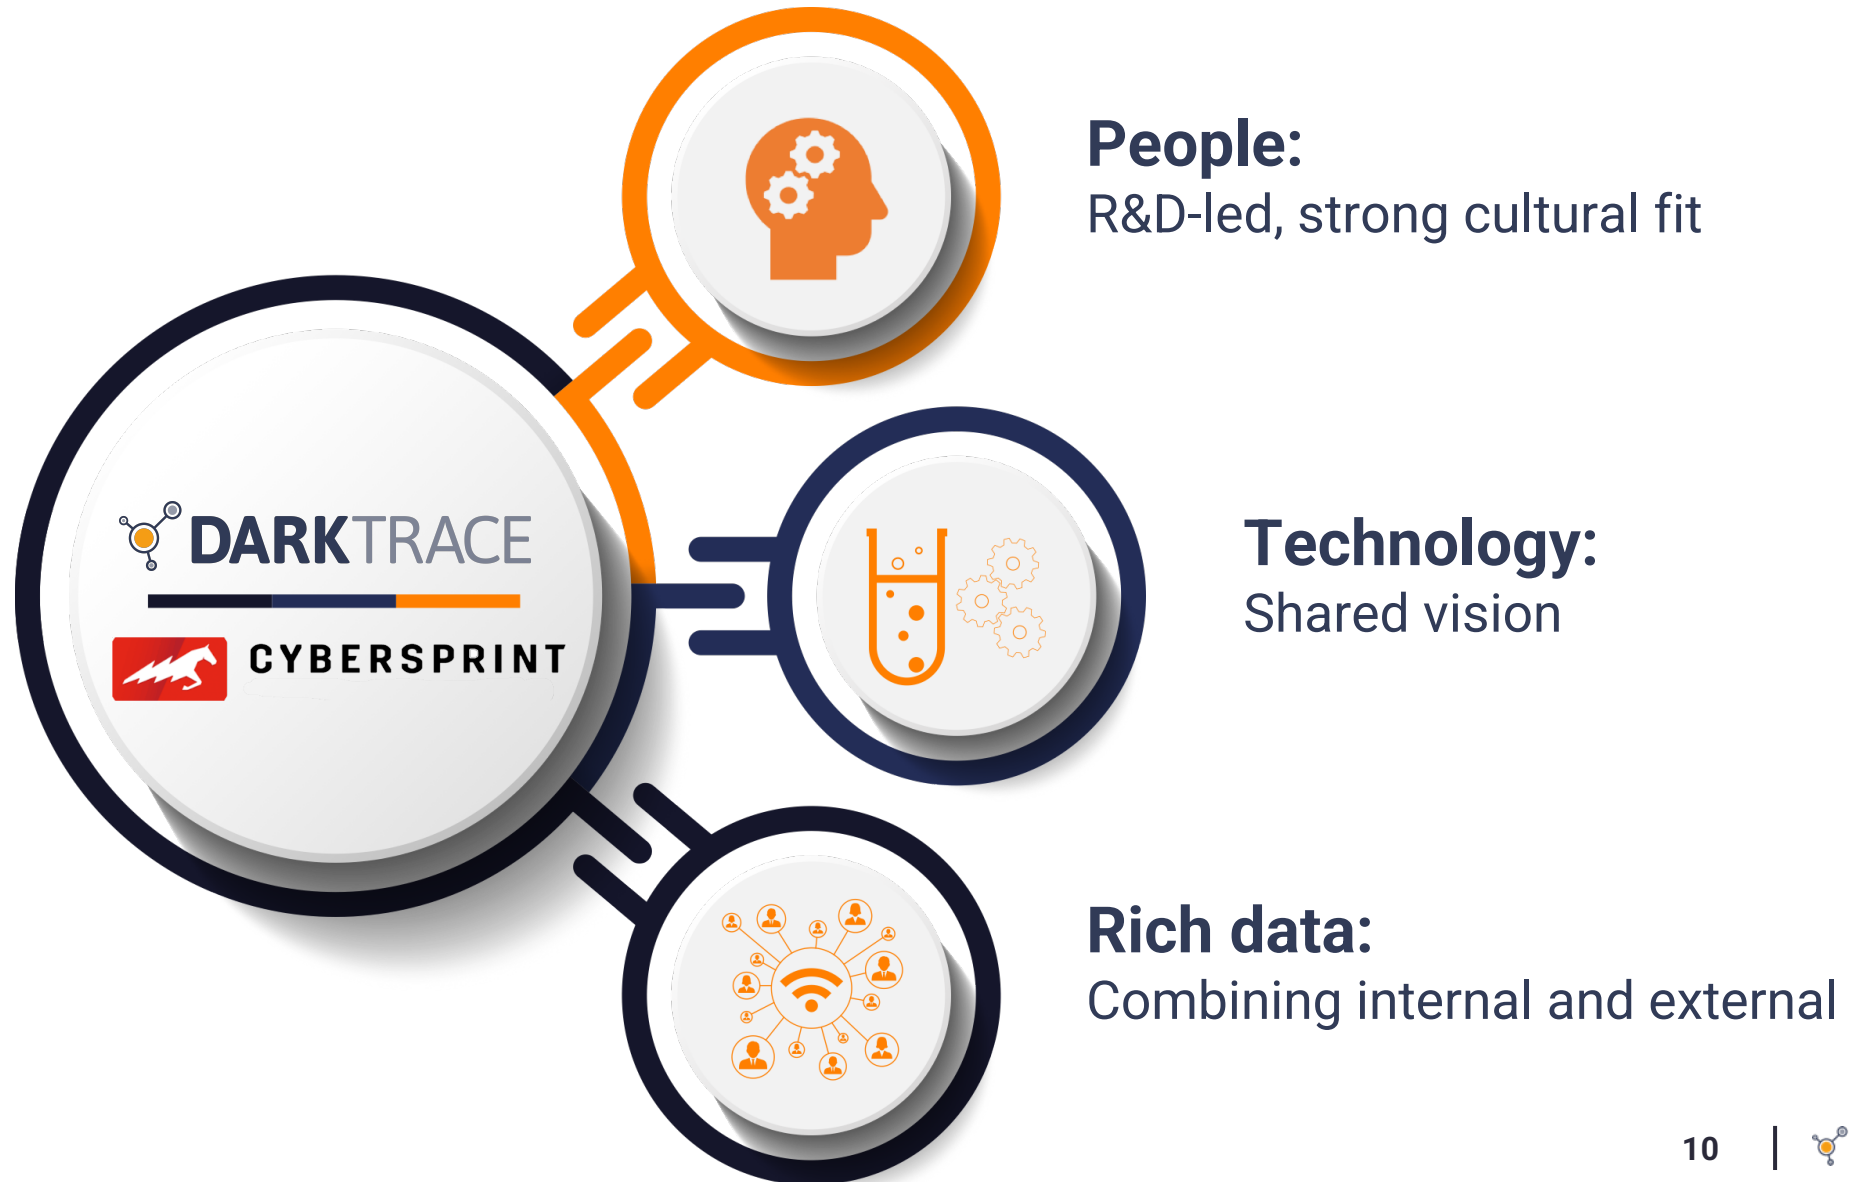 People:
R&D-led, strong cultural fit
DARKTRACE
CYBERSPRINT
Technology:
Shared vision
Rich data:
Combining internal and external
10